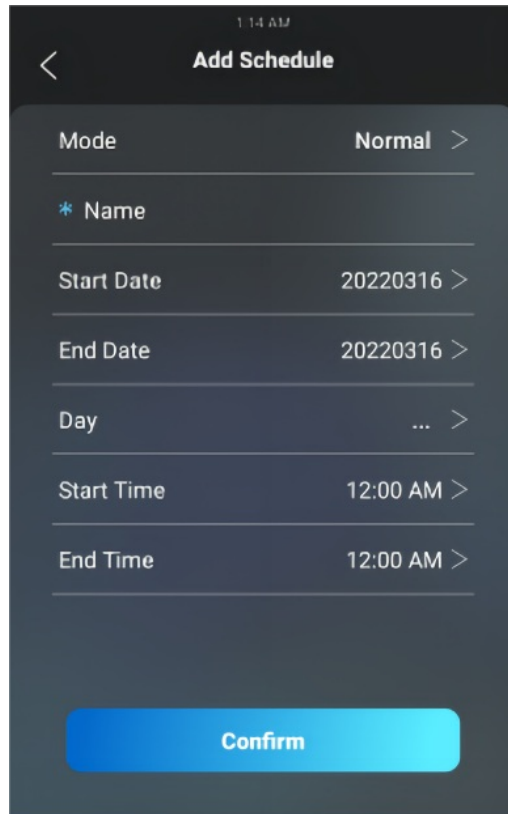 1:14 AM
Add Schedule
Mode Normal >
* Name
Start Date 20220316 >
End Date 20220316 >
Day ... >
Start Time 12:00 AM >
End Time 12:00 AM >
Confirm